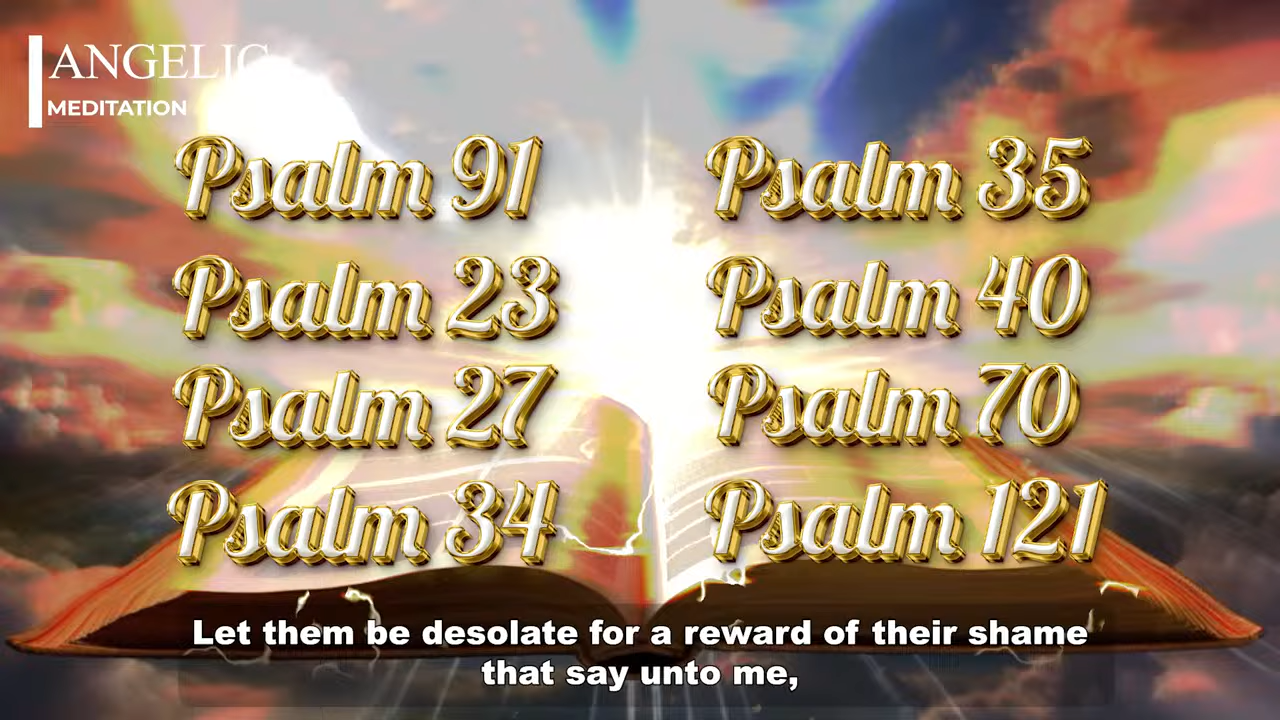 ANGELIC
MEDITATION
Psalm 91
Psalm 23
Psalm 27
Psalm 34
Psalm 35
Psalm 40
Psalm 70
Psalm 121
Let them be desolate for a reward of their shame
that say unto me,